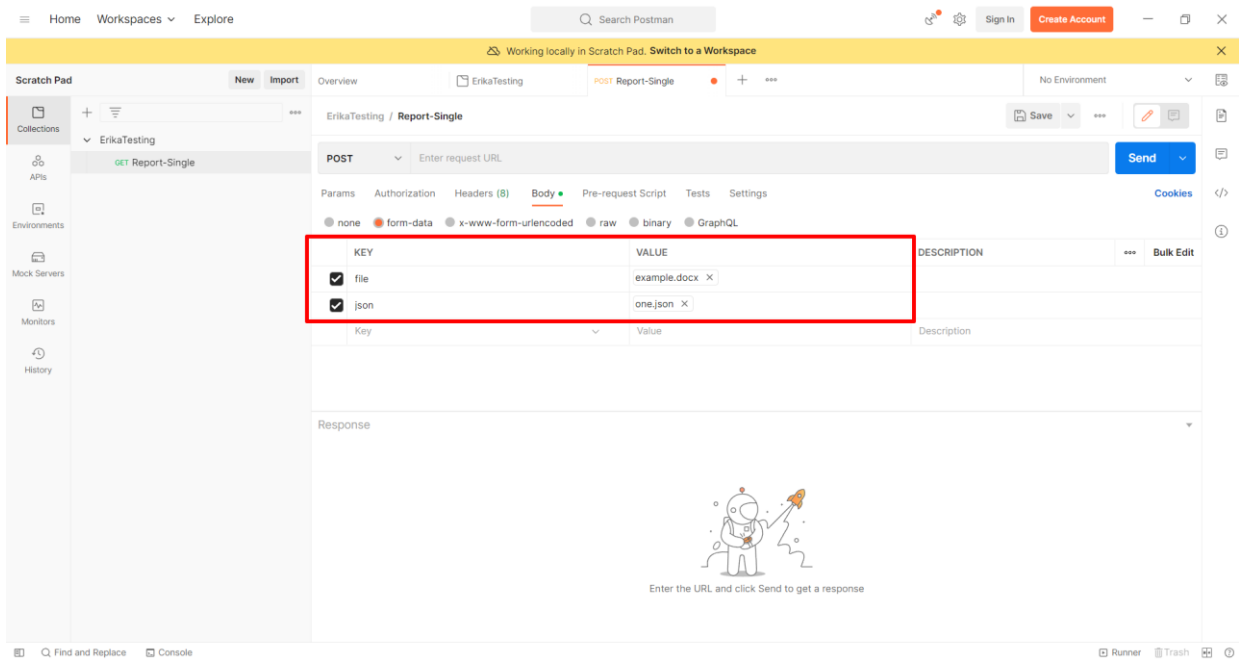 Home Workspaces Explore Search Postman Sign In Create Account
Working locally in Scratch Pad. Switch to a Workspace
Scratch Pad New Import Overview ErikaTesting POST Report-Single No Environment
Collections
ErikaTesting / Report-Single Save
ErikaTesting
GET Report-Single
POST Enter request URL Send
APIs
Params Authorization Headers (8) Body Pre-request Script Tests Settings Cookies
Environments
none form-data x-www-form-urlencoded raw binary GraphQL
KEY VALUE DESCRIPTION Bulk Edit
Mock Servers
file example.docx
json one.json
Monitors
Key Value Description
History
Response
Enter the URL and click Send to get a response
Find and Replace Console Runner Trash